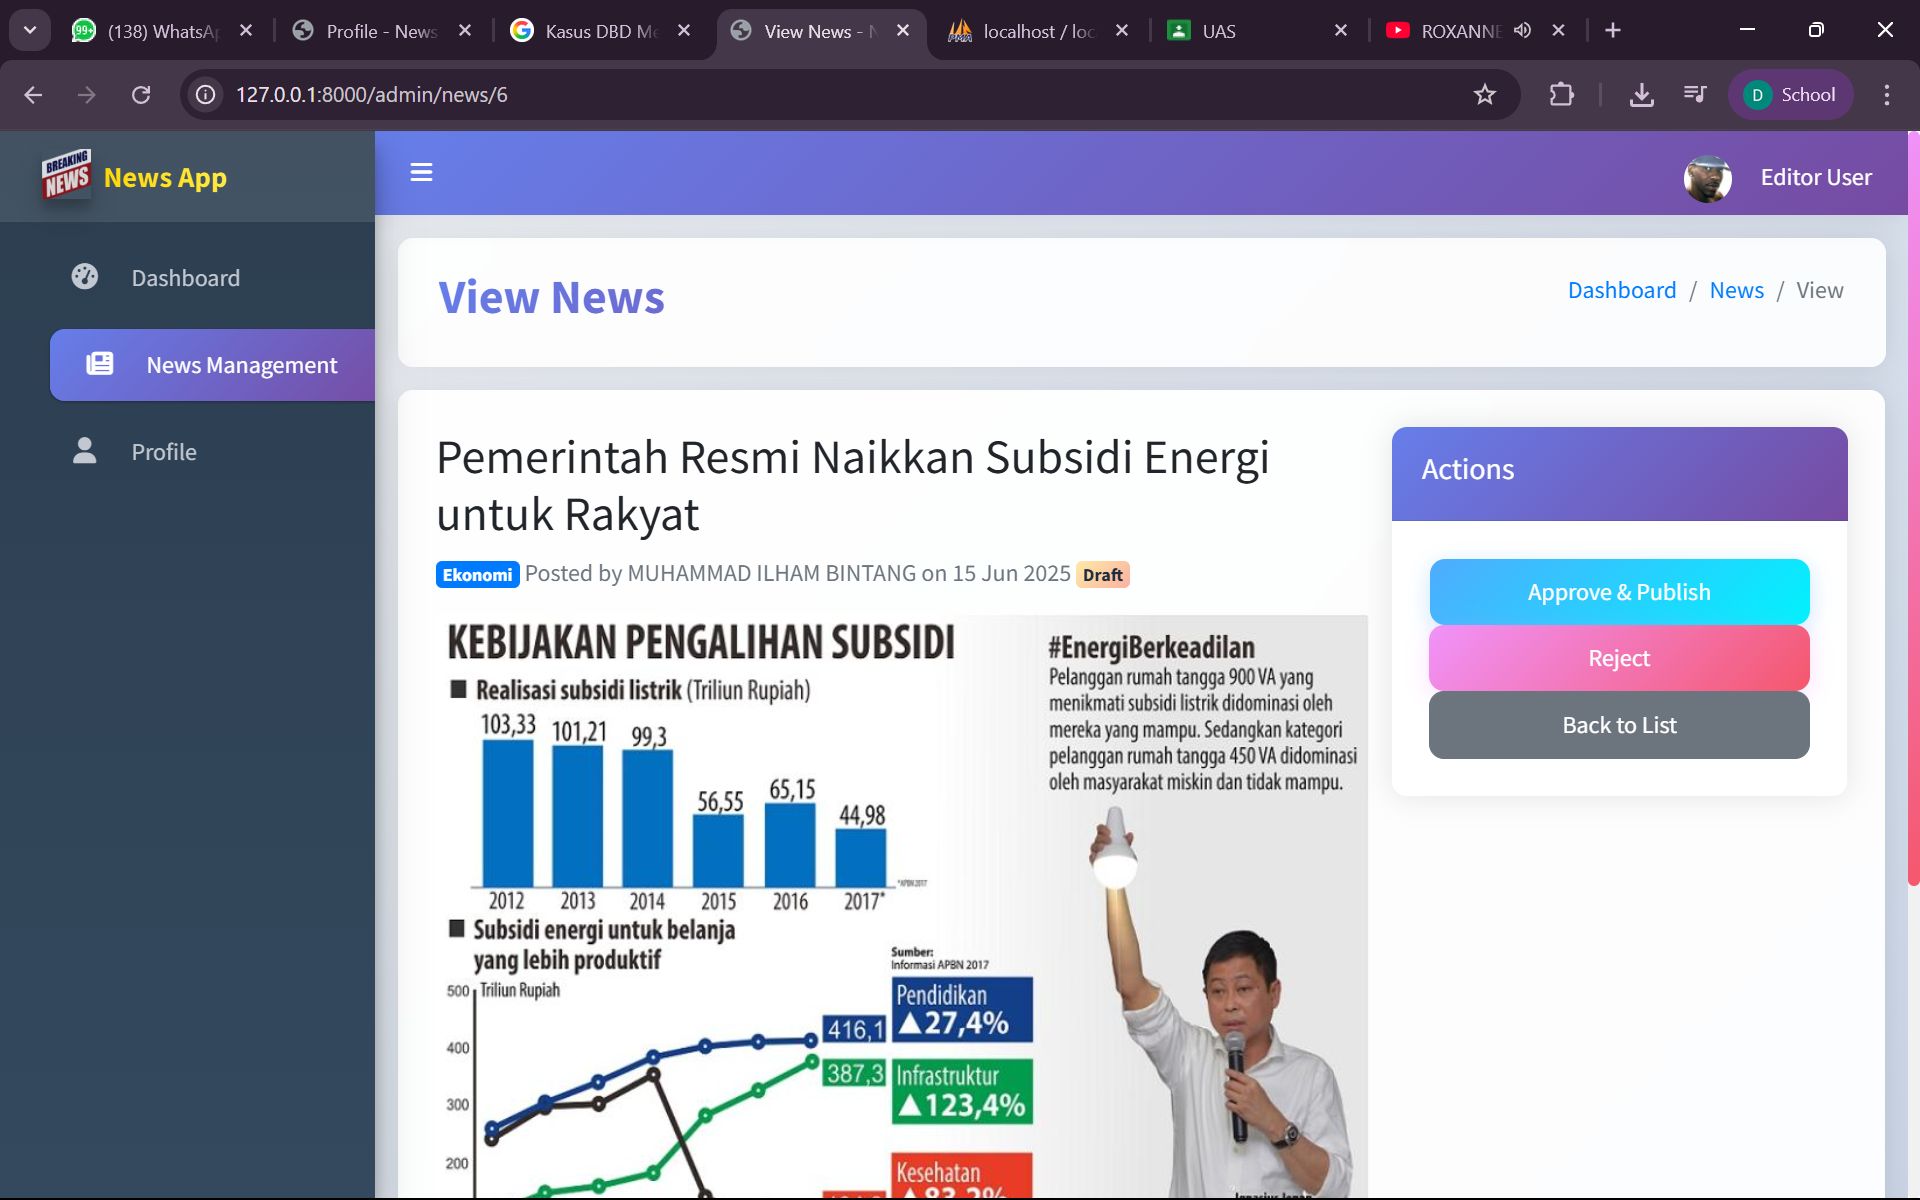 (138) WhatsAp
Profile - News
Kasus DBD Me
View News - N
localhost / loc
UAS
ROXANNE
127.0.0.1:8000/admin/news/6
D School
BREAKING
NEWS
News App
Editor User
Dashboard
News Management
Profile
View News
Dashboard / News / View
Pemerintah Resmi Naikkan Subsidi Energi
untuk Rakyat
Ekonomi Posted by MUHAMMAD ILHAM BINTANG on 15 Jun 2025 Draft
Actions
Approve & Publish
Reject
Back to List
KEBIJAKAN PENGALIHAN SUBSIDI
Realisasi subsidi listrik (Triliun Rupiah)
103,33 101,21 99,3 56,55 65,15 44,98
2012 2013 2014 2015 2016 2017*
*APBN 2017
#EnergiBerkeadilan
Pelanggan rumah tangga 900 VA yang
menikmati subsidi listrik didominasi oleh
mereka yang mampu. Sedangkan kategori
pelanggan rumah tangga 450 VA didominasi
oleh masyarakat miskin dan tidak mampu.
Subsidi energi untuk belanja
yang lebih produktif
Sumber:
Informasi APBN 2017
500 Triliun Rupiah
400
300
200
416,1
387,3
Pendidikan
▲27,4%
Infrastruktur
▲123,4%
Kesehatan
▲83,2%
Ignasius Jonan